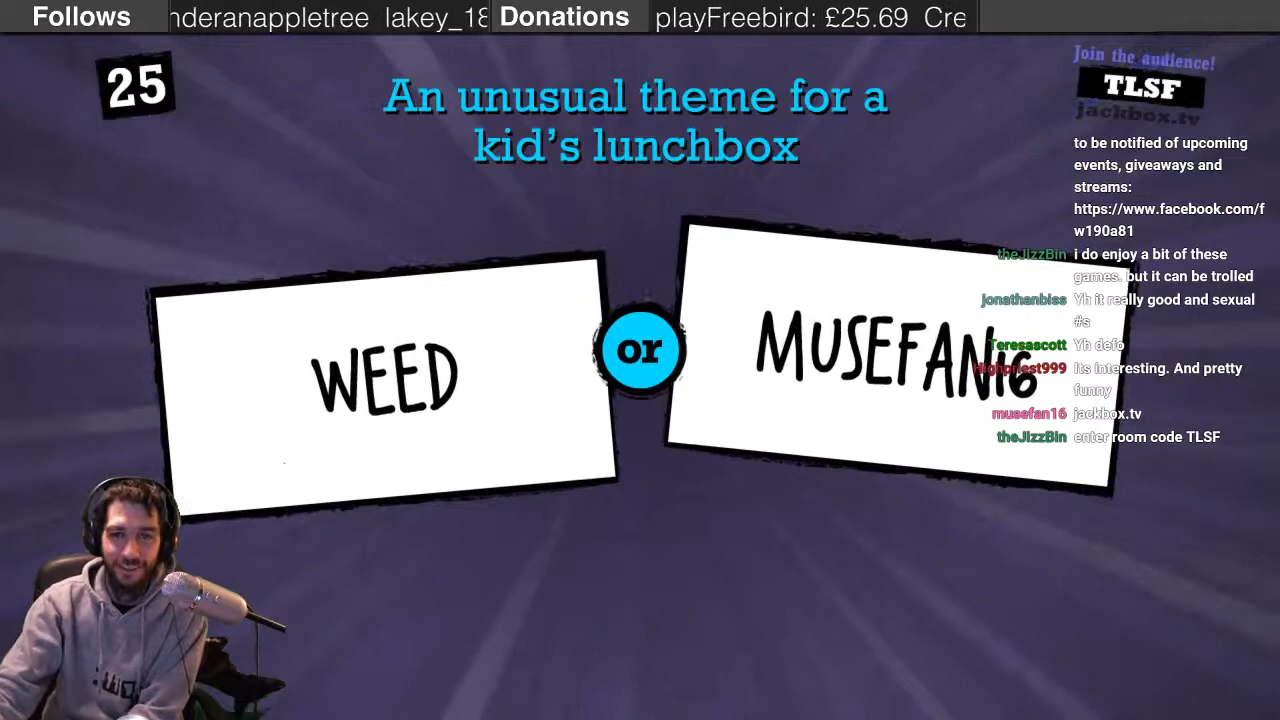 Follows
nderanappletree lakey_18
Donations
playFreebird: £25.69 Cre
25
An unusual theme for a
kid's lunchbox
Join the audience!
TLSF
jackbox.tv
WEED
or
MUSEFAN16
to be notified of upcoming
events, giveaways and
streams:
https://www.facebook.com/f
w190a81
theJIzzBin I do enjoy a bit of these
games. but it can be trolled
jonathanbiss Yh it really good and sexual
#s
Teresascott Yh defo
Highpriest999 Its interesting. And pretty
funny
musefan16 jackbox.tv
theJIzzBin enter room code TLSF